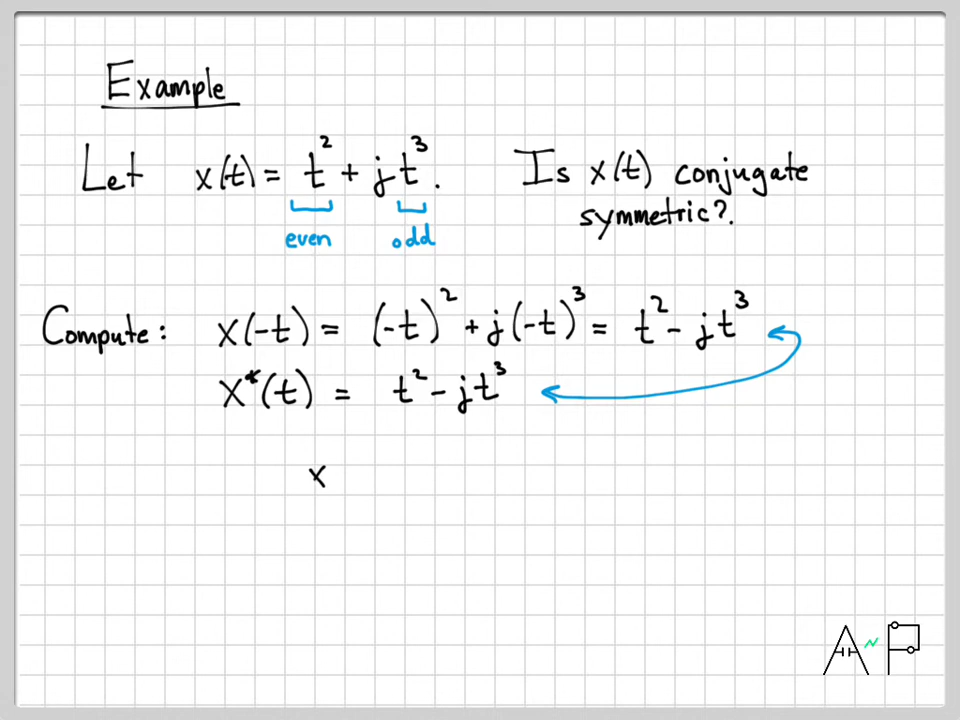 Example
Let x(t) = t² + jt³. Is x(t) conjugate
symmetric?.
even odd
Compute: x(-t) = (-t)² + j(-t)³ = t² - jt³
x*(t) = t² - jt³
x